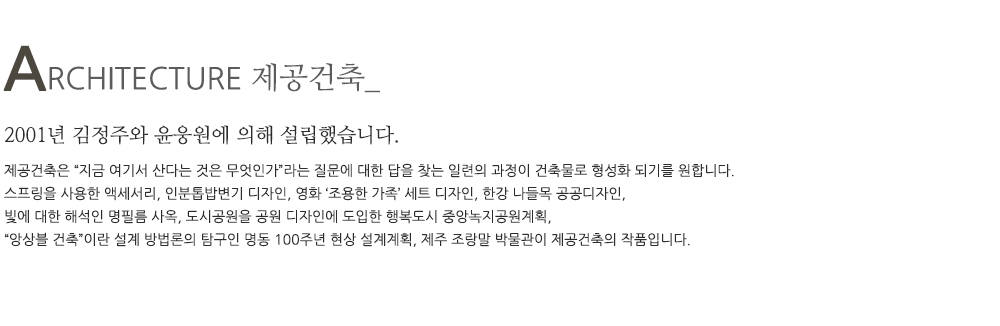 ARCHITECTURE 제공건축_
2001년 김정주와 윤웅원에 의해 설립했습니다.
제공건축은 “지금 여기서 산다는 것은 무엇인가”라는 질문에 대한 답을 찾는 일련의 과정이 건축물로 형성화 되기를 원합니다.
스프링을 사용한 액세서리, 인분톱밥변기 디자인, 영화 ‘조용한 가족’ 세트 디자인, 한강 나들목 공공디자인,
빛에 대한 해석인 명필름 사옥, 도시공원을 공원 디자인에 도입한 행복도시 중앙녹지공원계획,
“앙상블 건축”이란 설계 방법론의 탐구인 명동 100주년 현상 설계계획, 제주 조랑말 박물관이 제공건축의 작품입니다.